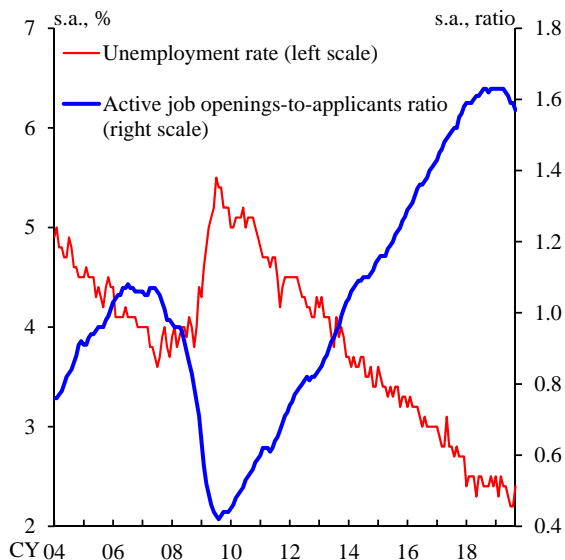 s.a., % s.a., ratio
7 1.8
Unemployment rate (left scale)
Active job openings-to-applicants ratio
(right scale)
1.6
6
1.4
5
1.2
1.0
4
0.8
3
0.6
2 0.4
CY 04 06 08 10 12 14 16 18